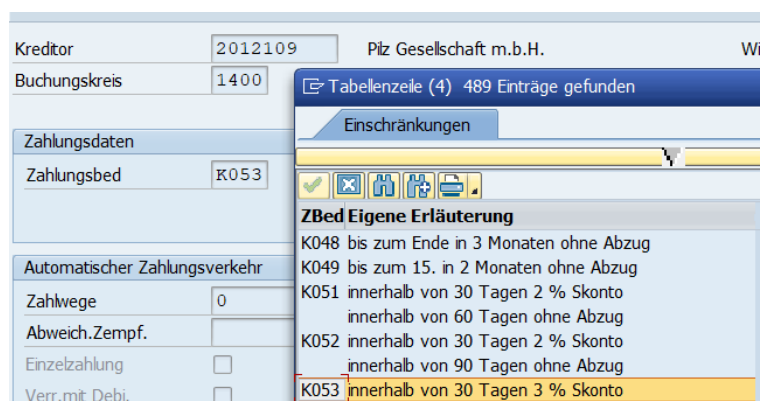 Kreditor 2012109 Pilz Gesellschaft m.b.H. Wi
Buchungskreis 1400
Tabellenzeile (4) 489 Einträge gefunden
Einschränkungen
Zahlungsdaten
Zahlungsbed K053
ZBed Eigene Erläuterung
K048 bis zum Ende in 3 Monaten ohne Abzug
K049 bis zum 15. in 2 Monaten ohne Abzug
K051 innerhalb von 30 Tagen 2 % Skonto
innerhalb von 60 Tagen ohne Abzug
K052 innerhalb von 30 Tagen 2 % Skonto
innerhalb von 90 Tagen ohne Abzug
K053 innerhalb von 30 Tagen 3 % Skonto
Automatischer Zahlungsverkehr
Zahlwege 0
Abweich.Zempf.
Einzelzahlung
Verr.mit Debi.